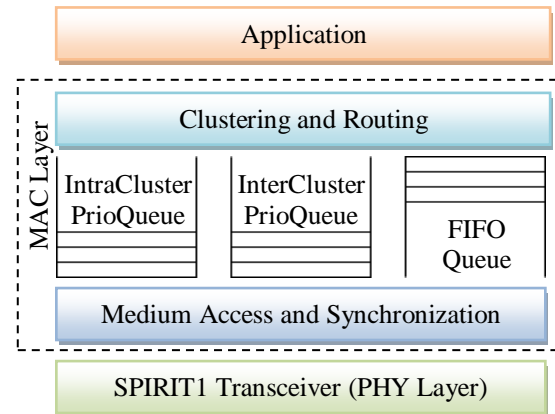 Application
MAC Layer
Clustering and Routing
IntraCluster
PrioQueue
InterCluster
PrioQueue
FIFO
Queue
Medium Access and Synchronization
SPIRIT1 Transceiver (PHY Layer)